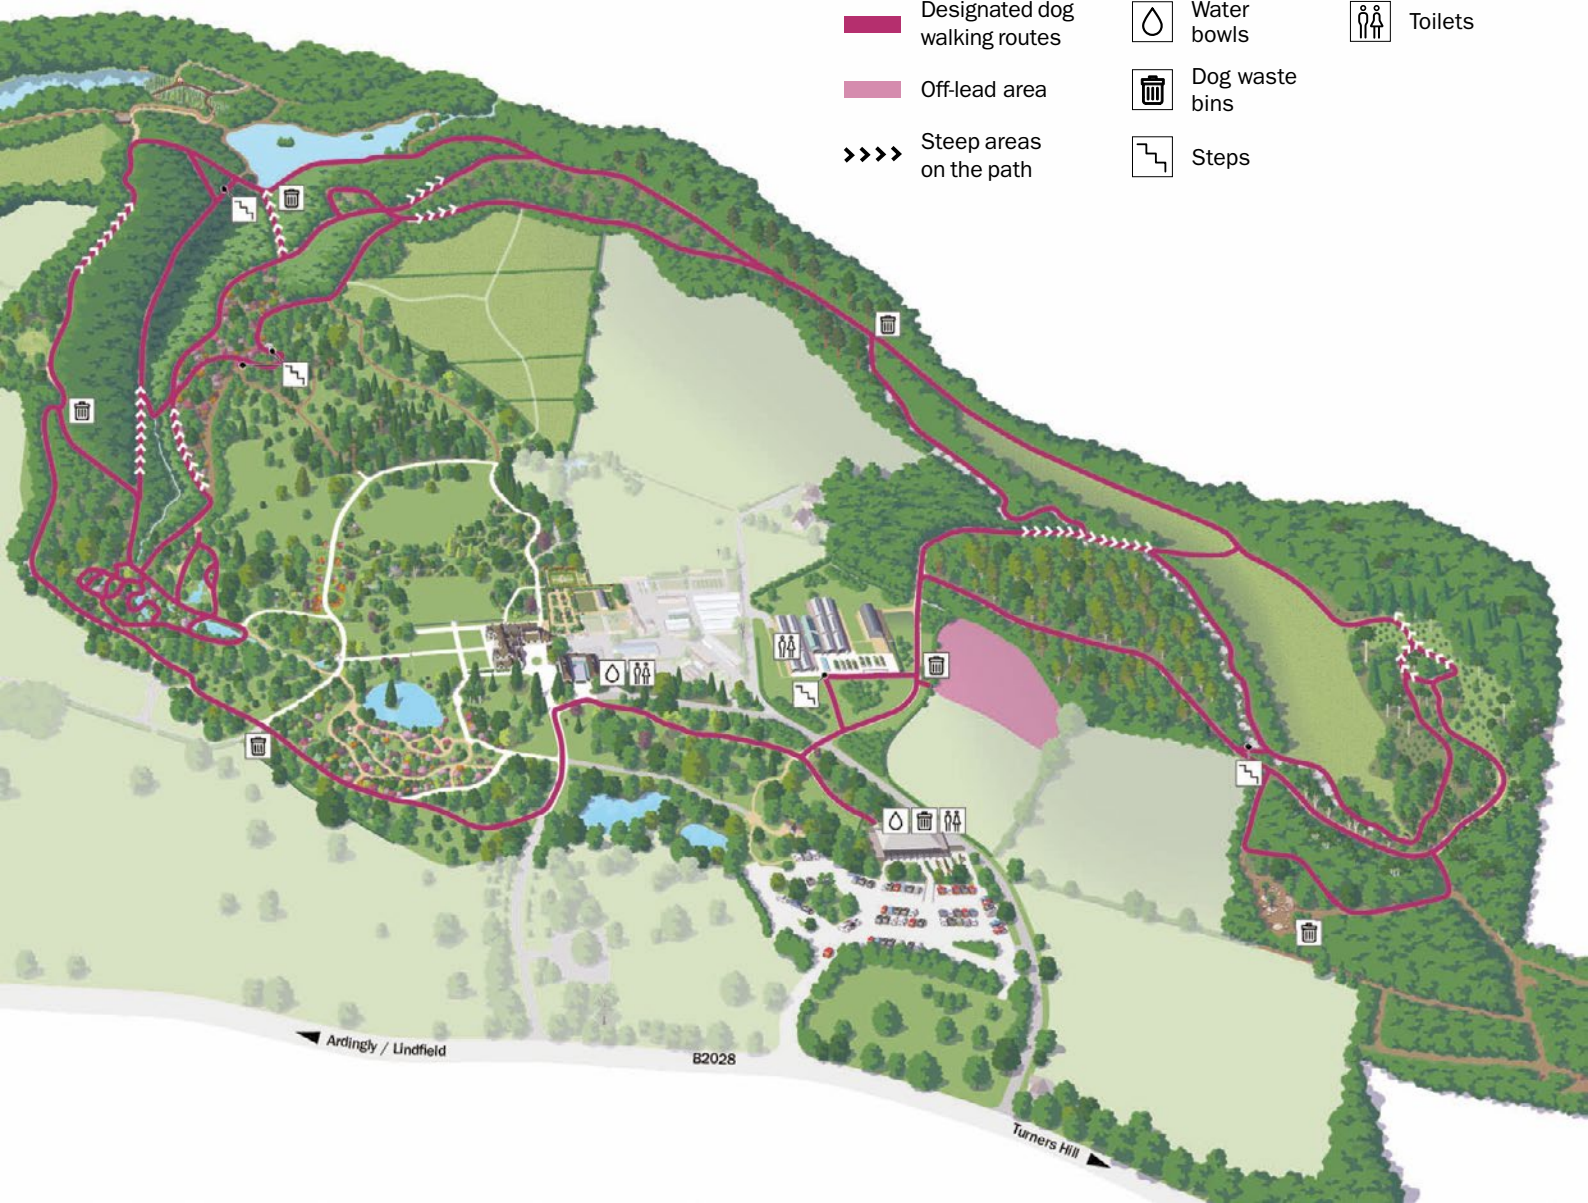 Designated dog
walking routes
Off-lead area
Steep areas
on the path
Water
bowls
Dog waste
bins
Steps
Toilets
Ardingly / Lindfield
B2028
Turners Hill